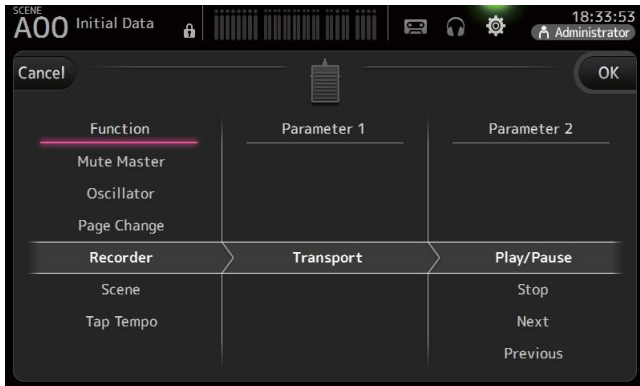 SCENE
A00 Initial Data
18:33:53
Administrator
Cancel
OK
Function
Parameter 1
Parameter 2
Mute Master
Oscillator
Page Change
Recorder
Transport
Play/Pause
Scene
Stop
Tap Tempo
Next
Previous